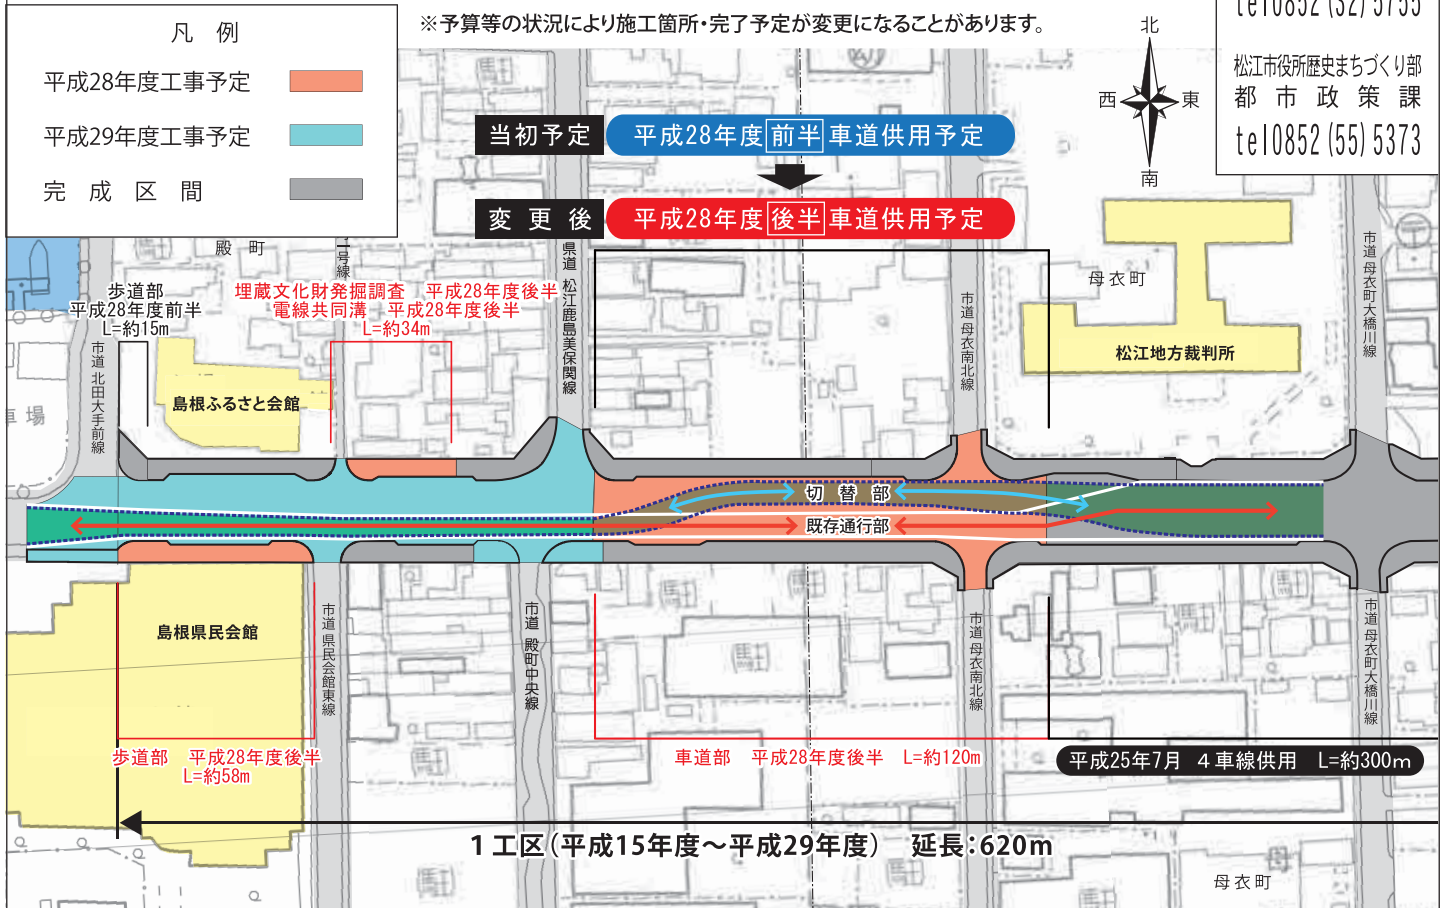 ※予算等の状況により施工箇所・完了予定が変更になることがあります。
凡 例
平成28年度工事予定
平成29年度工事予定
完 成 区 間
tel0852(32)5755
松江市役所歴史まちづくり部
都市政策課
tel0852(55)5373
北
西
東
南
当初予定
平成28年度前半車道供用予定
変更後
平成28年度後半車道供用予定
殿 町
号線
県道 松江鹿島美保関線
市道 母衣南北線
母衣町
市道 母衣町大橋川線
歩道部
平成28年度前半
L=約15m
埋蔵文化財発掘調査 平成28年度後半
電線共同溝 平成28年度後半
L=約34m
市道 北田大手前線
車場
島根ふるさと会館
松江地方裁判所
切 替 部
既存通行部
島根県民会館
市道 県民会館東線
市道 殿町中央線
市道 母衣南北線
市道 母衣町大橋川線
歩道部 平成28年度後半
L=約58m
車道部 平成28年度後半 L=約120m
平成25年7月 4車線供用 L=約300m
1工区(平成15年度～平成29年度) 延長:620m
母衣町